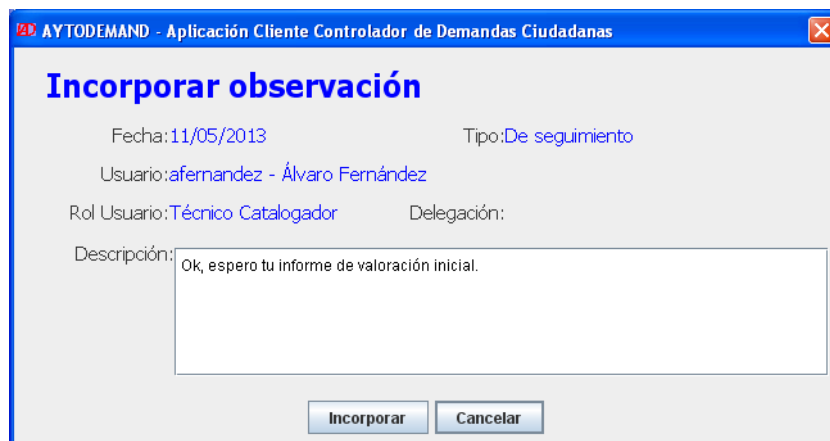 AYTODEMAND - Aplicación Cliente Controlador de Demandas Ciudadanas
Incorporar observación
Fecha:11/05/2013 Tipo:De seguimiento
Usuario:afernandez - Álvaro Fernández
Rol Usuario:Técnico Catalogador Delegación:
Descripción:
Ok, espero tu informe de valoración inicial.
Incorporar Cancelar